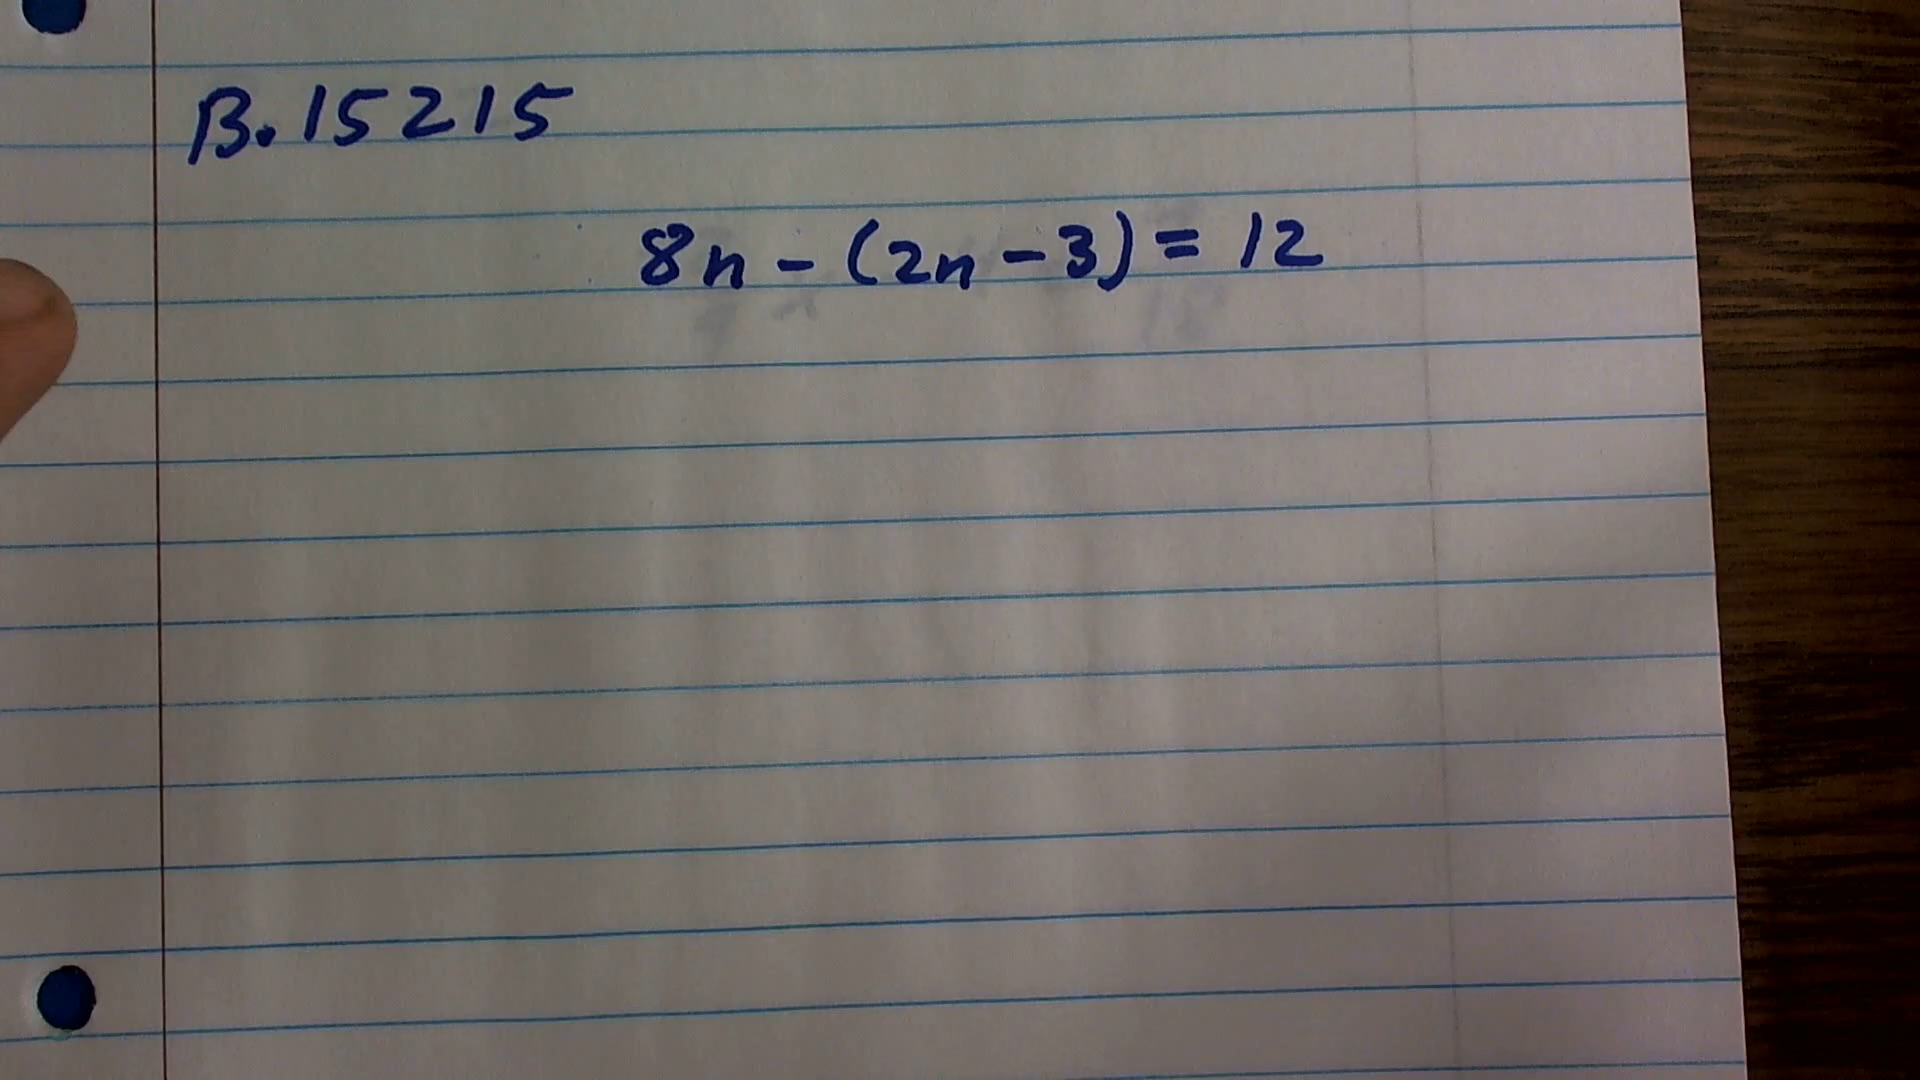 B. 15215
8n - (2n - 3) = 12